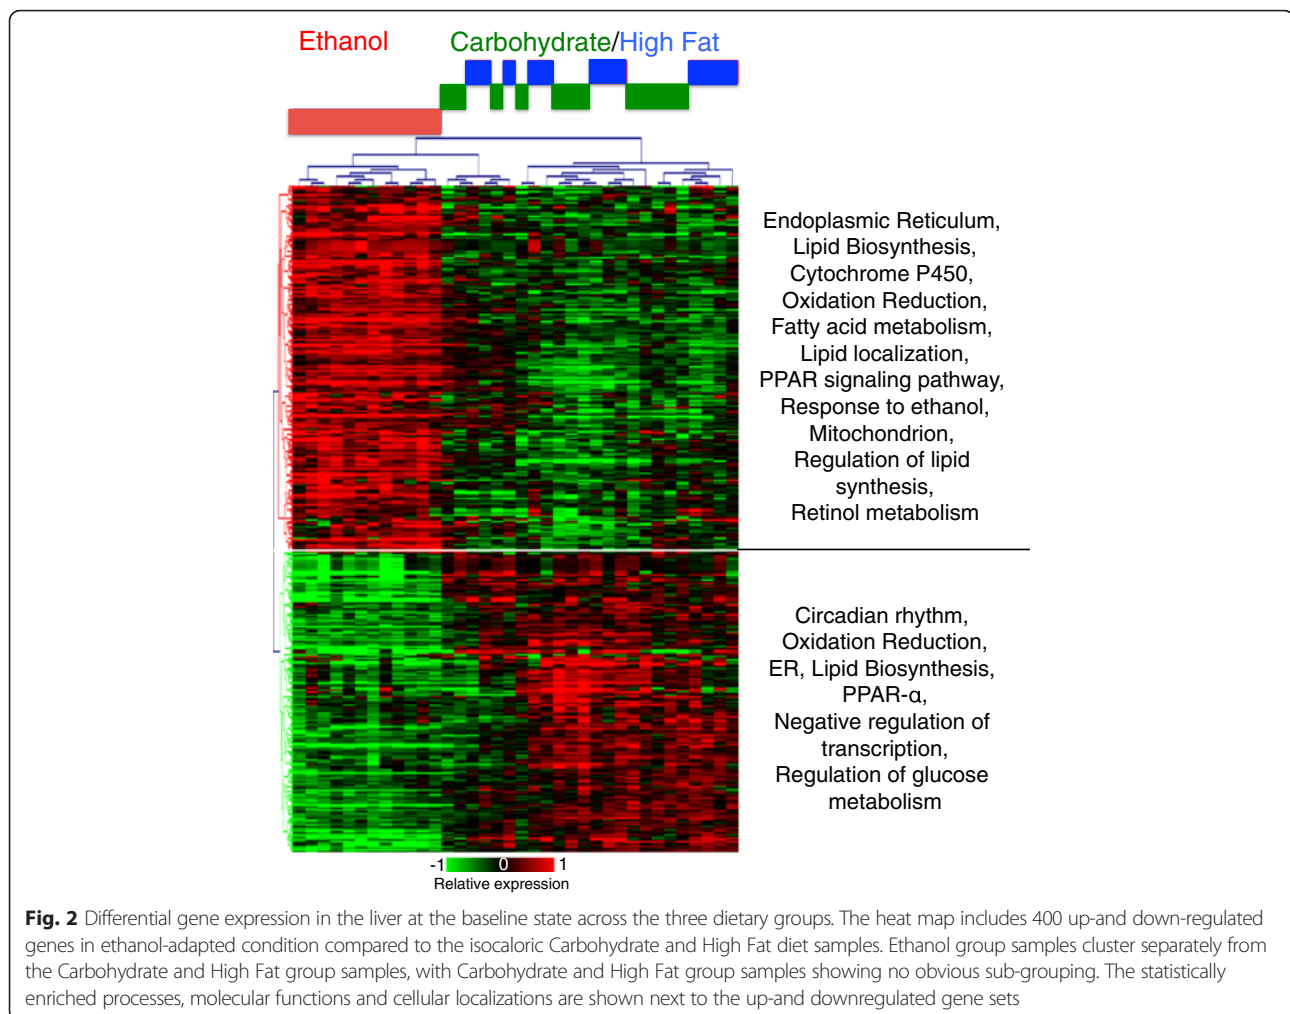 Ethanol
Carbohydrate/High Fat
Endoplasmic Reticulum,
Lipid Biosynthesis,
Cytochrome P450,
Oxidation Reduction,
Fatty acid metabolism,
Lipid localization,
PPAR signaling pathway,
Response to ethanol,
Mitochondrion,
Regulation of lipid
synthesis,
Retinol metabolism
Circadian rhythm,
Oxidation Reduction,
ER, Lipid Biosynthesis,
PPAR-α,
Negative regulation of
transcription,
Regulation of glucose
metabolism
-1 0 1
Relative expression
Fig. 2 Differential gene expression in the liver at the baseline state across the three dietary groups. The heat map includes 400 up-and down-regulated
genes in ethanol-adapted condition compared to the isocaloric Carbohydrate and High Fat diet samples. Ethanol group samples cluster separately from
the Carbohydrate and High Fat group samples, with Carbohydrate and High Fat group samples showing no obvious sub-grouping. The statistically
enriched processes, molecular functions and cellular localizations are shown next to the up-and downregulated gene sets